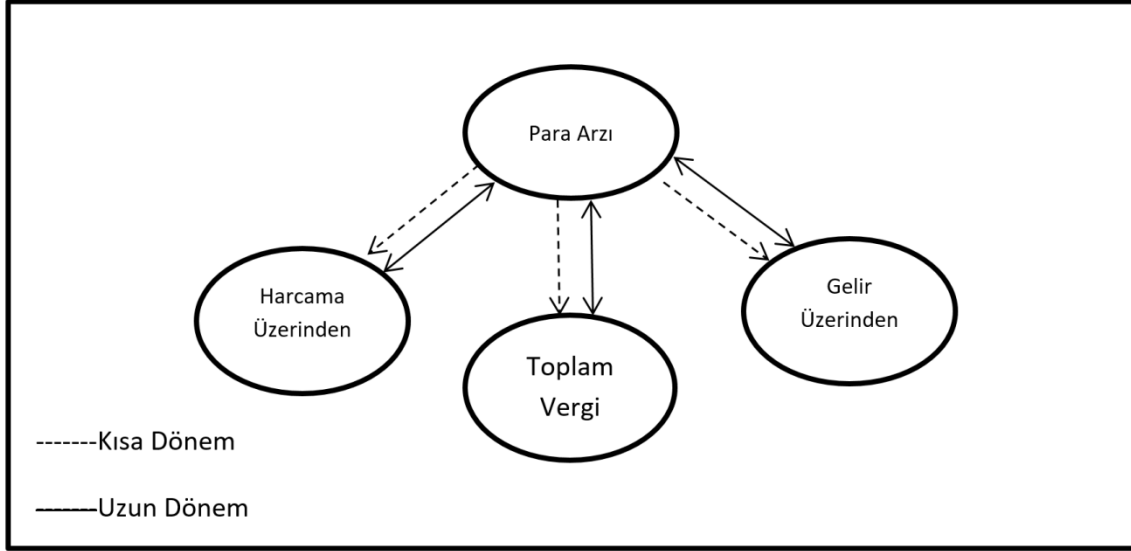 Para Arzı
Harcama
Üzerinden
Gelir
Üzerinden
Toplam
Vergi
-------Kısa Dönem
-------Uzun Dönem